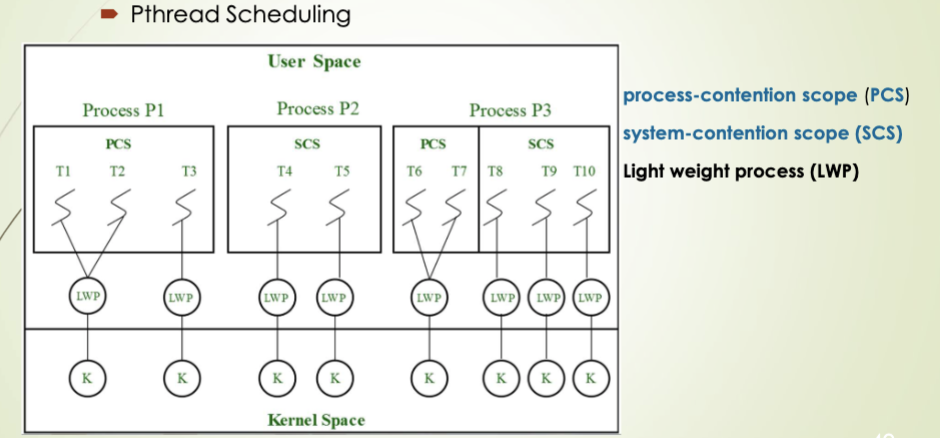 Pthread Scheduling
User Space
Process P1 Process P2 Process P3
PCS SCS PCS SCS
T1 T2 T3 T4 T5 T6 T7 T8 T9 T10
LWP LWP LWP LWP LWP LWP LWP LWP
K K K K K K K K
Kernel Space
process-contention scope (PCS)
system-contention scope (SCS)
Light weight process (LWP)